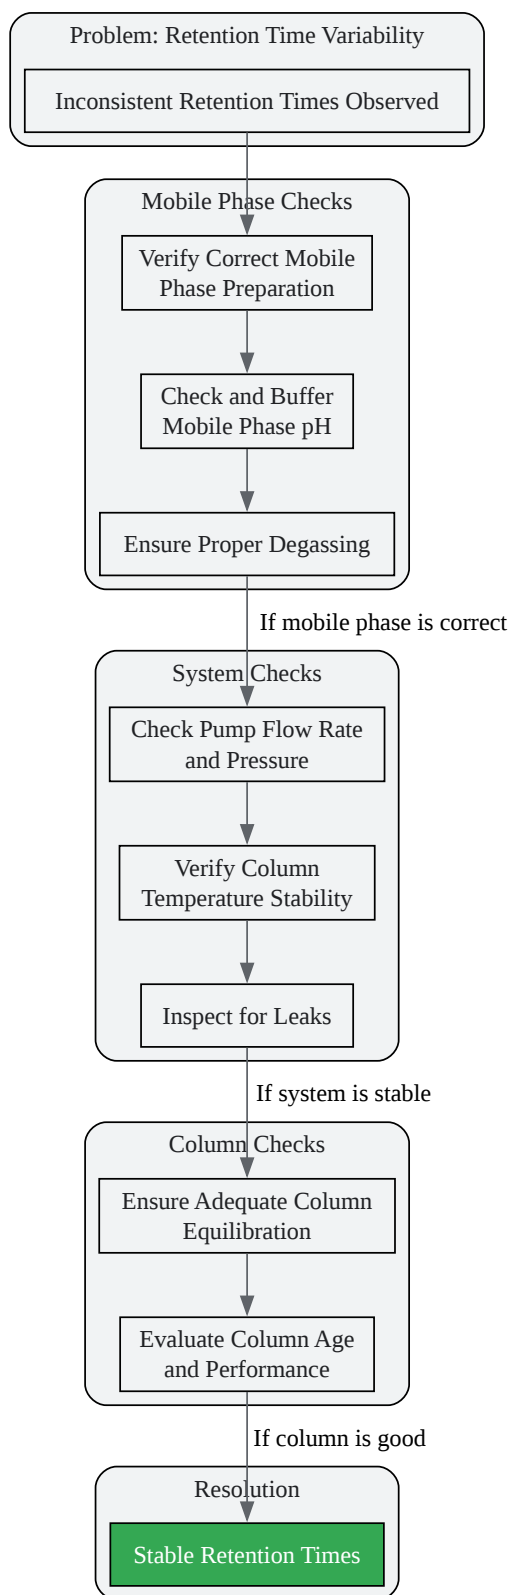 Problem: Retention Time Variability
Inconsistent Retention Times Observed
Mobile Phase Checks
Verify Correct Mobile
Phase Preparation
Check and Buffer
Mobile Phase pH
Ensure Proper Degassing
If mobile phase is correct
System Checks
Check Pump Flow Rate
and Pressure
Verify Column
Temperature Stability
Inspect for Leaks
If system is stable
Column Checks
Ensure Adequate Column
Equilibration
Evaluate Column Age
and Performance
If column is good
Resolution
Stable Retention Times